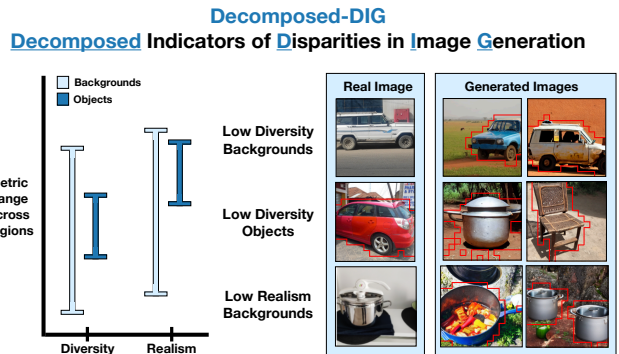 Decomposed-DIG
Decomposed Indicators of Disparities in Image Generation
Backgrounds
Objects
etric
ange
cross
gions
Diversity
Realism
Low Diversity
Backgrounds
Low Diversity
Objects
Low Realism
Backgrounds
Real Image
Generated Images